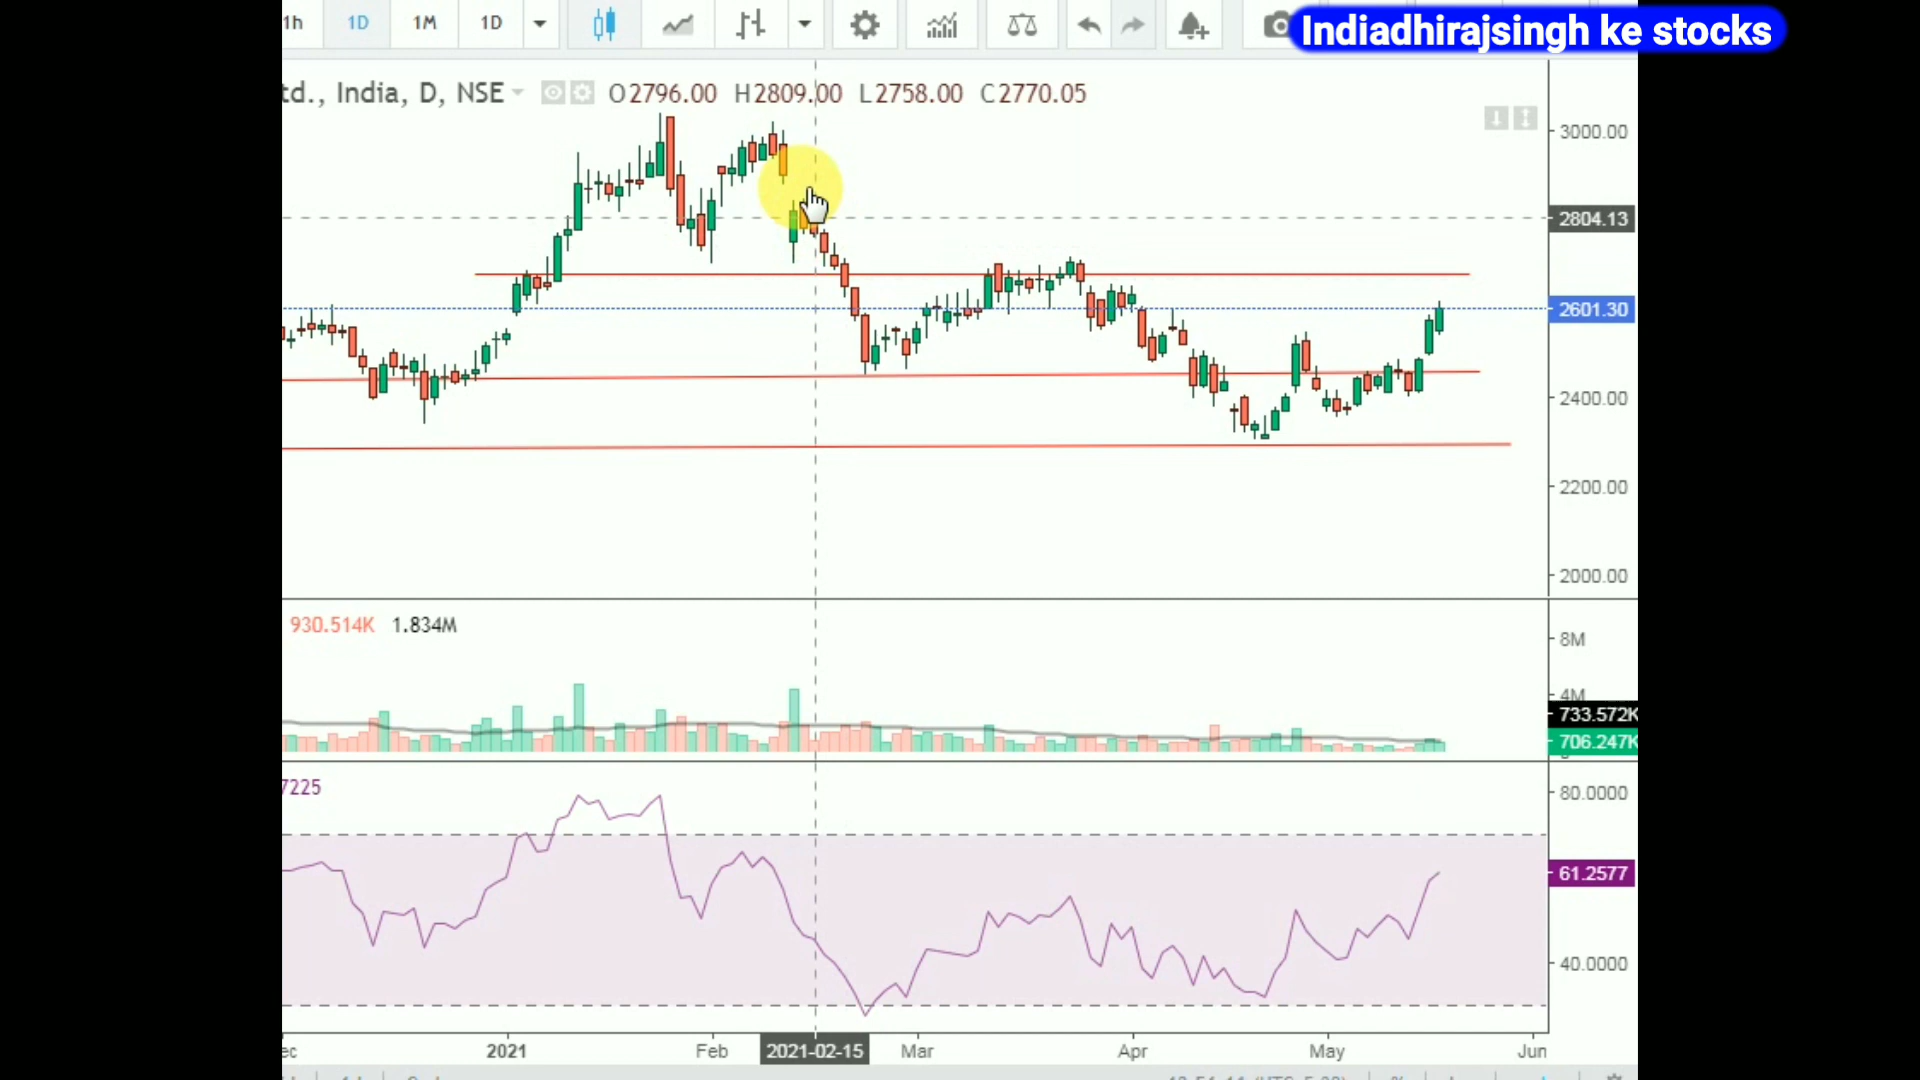 1h 1D 1M 1D
Indiadhirajsingh ke stocks
td., India, D, NSE O2796.00 H2809.00 L2758.00 C2770.05
3000.00
2804.13
2601.30
2400.00
2200.00
2000.00
930.514K 1.834M
8M
4M
733.572K
706.247K
7225
80.0000
61.2577
40.0000
ec 2021 Feb 2021-02-15 Mar Apr May Jun